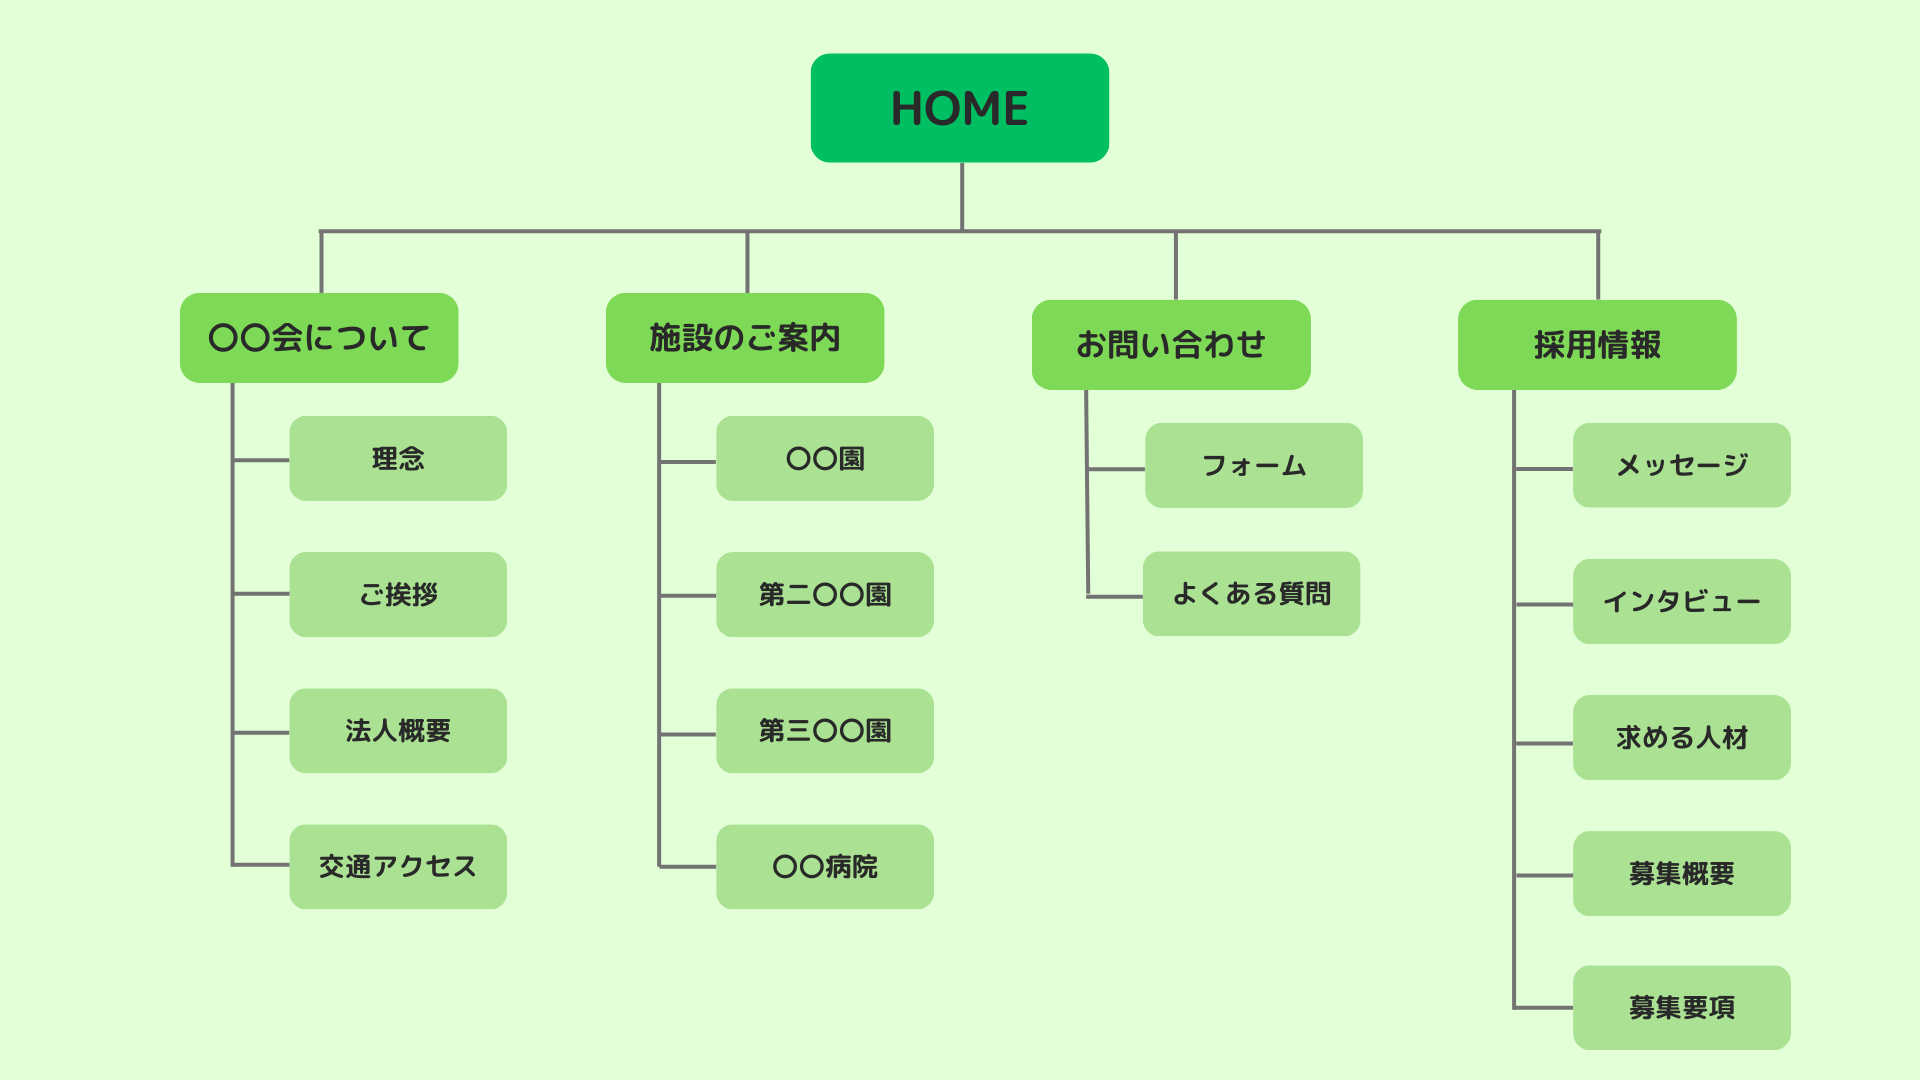 HOME
〇〇会について
理念
ご挨拶
法人概要
交通アクセス
施設のご案内
〇〇園
第二〇〇園
第三〇〇園
〇〇病院
お問い合わせ
フォーム
よくある質問
採用情報
メッセージ
インタビュー
求める人材
募集概要
募集要項